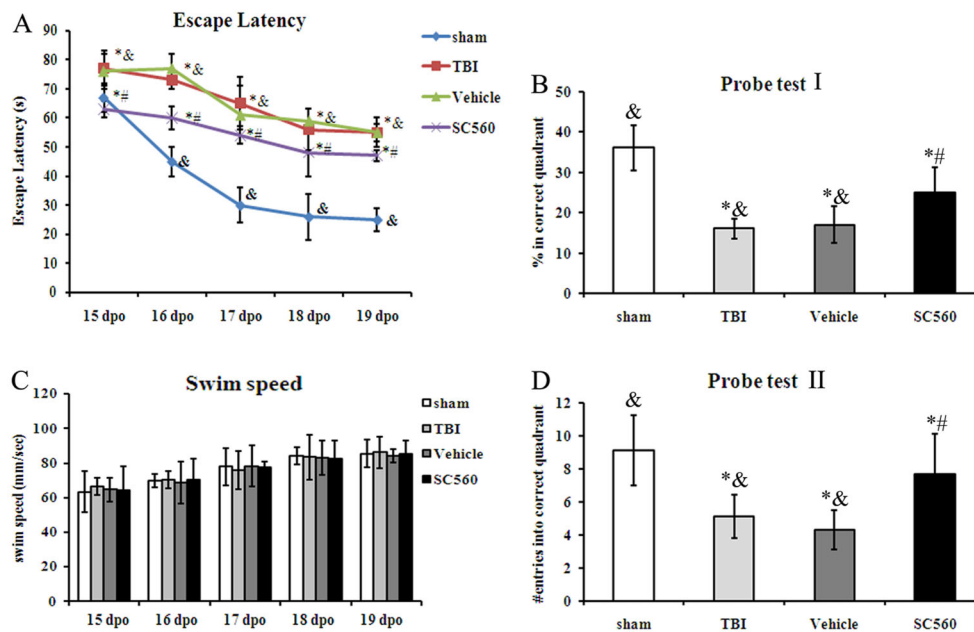 A
Escape Latency
Escape Latency (s)
90
80
70
60
50
40
30
20
10
0
*&
*&
*&
*&
*&
*#
*#
*#
*#
*#
&
&
&
&
15 dpo
16 dpo
17 dpo
18 dpo
19 dpo
sham
TBI
Vehicle
SC560
B
Probe test I
% in correct quadrant
50
40
30
20
10
0
&
*&
*&
*#
sham
TBI
Vehicle
SC560
C
Swim speed
swim speed (mm/sec)
120
100
80
60
40
20
0
sham
TBI
Vehicle
SC560
15 dpo
16 dpo
17 dpo
18 dpo
19 dpo
D
Probe test II
#entries into correct quadrant
12
10
8
6
4
2
0
&
*&
*&
*#
sham
TBI
Vehicle
SC560